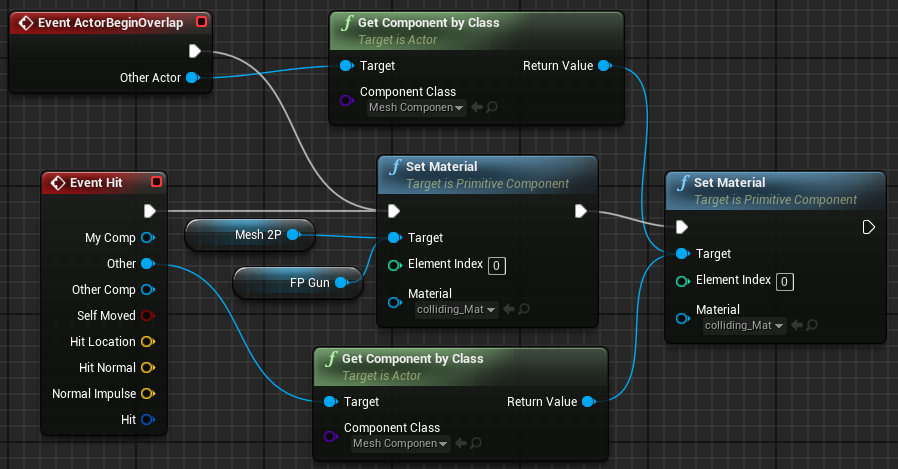 Event ActorBeginOverlap
Other Actor
Get Component by Class
Target is Actor
Target
Return Value
Component Class
Mesh Componen
Event Hit
My Comp
Other
Other Comp
Self Moved
Hit Location
Hit Normal
Normal Impulse
Hit
Mesh 2P
FP Gun
Set Material
Target is Primitive Component
Target
Element Index 0
Material
colliding_Mat
Set Material
Target is Primitive Component
Target
Element Index 0
Material
colliding_Mat
Get Component by Class
Target is Actor
Target
Return Value
Component Class
Mesh Componen